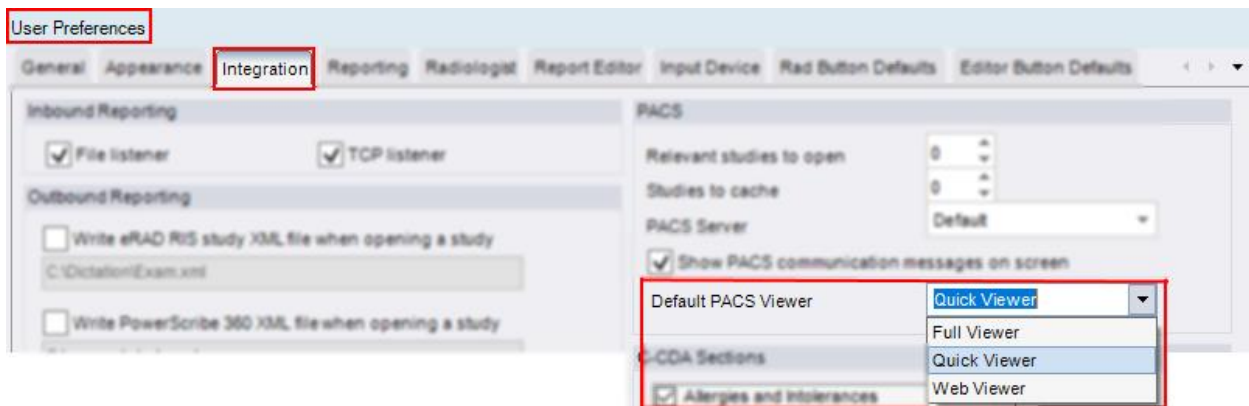 User Preferences
General Appearance Integration Reporting Radiologist Report Editor Input Device Rad Button Defaults Editor Button Defaults
Inbound Reporting
File listener TCP listener
Outbound Reporting
Write eRAD RIS study XML file when opening a study
C:\Dictation\Exam.xml
Write PowerScribe 360 XML file when opening a study
PACS
Relevant studies to open 0
Studies to cache 0
PACS Server Default
Show PACS communication messages on screen
Default PACS Viewer Quick Viewer
Full Viewer
Quick Viewer
Web Viewer
C-CDA Sections
Allergies and Intolerances